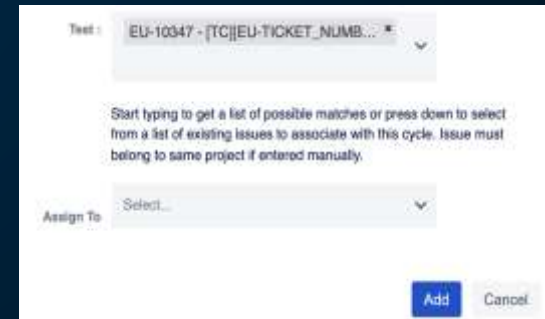 Test :
EU-10347 - [TC][EU-TICKET_NUMB... ×
Start typing to get a list of possible matches or press down to select
from a list of existing issues to associate with this cycle. Issue must
belong to same project if entered manually.
Assign To
Select...
Add Cancel